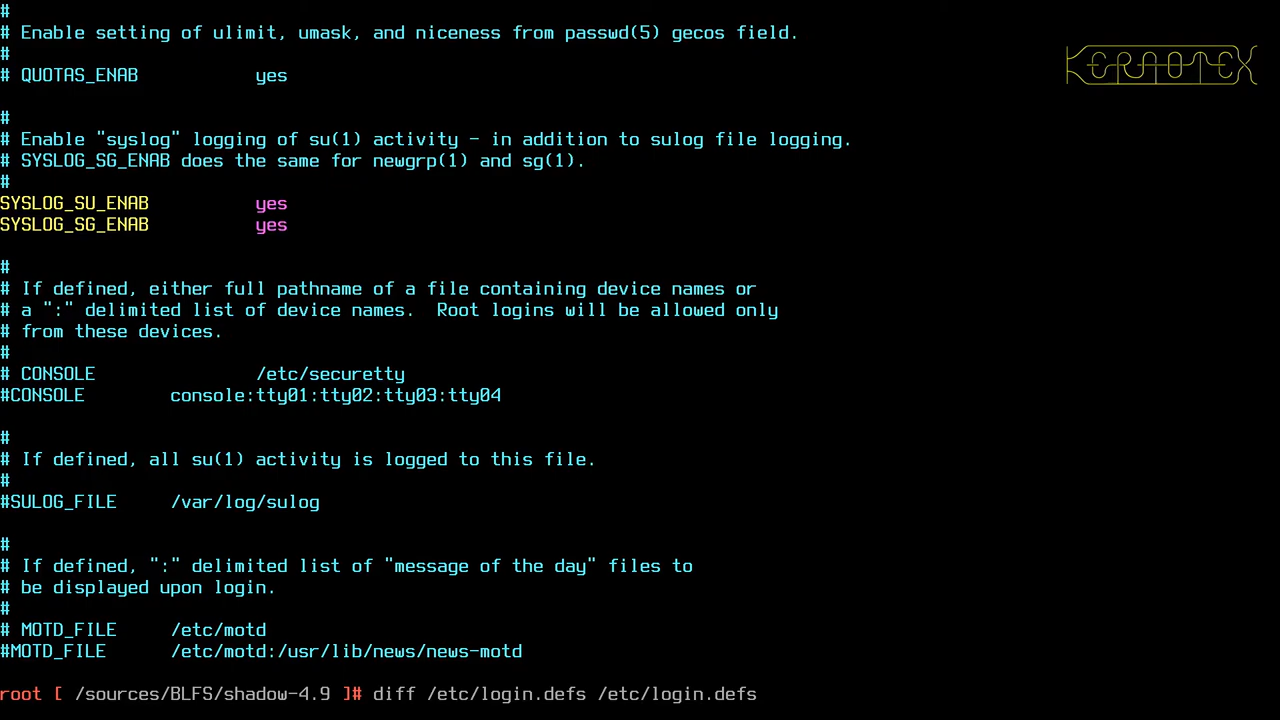 #
# Enable setting of ulimit, umask, and niceness from passwd(5) gecos field.
#
# QUOTAS_ENAB           yes
#
# Enable "syslog" logging of su(1) activity - in addition to sulog file logging.
# SYSLOG_SG_ENAB does the same for newgrp(1) and sg(1).
#
SYSLOG_SU_ENAB          yes
SYSLOG_SG_ENAB          yes
#
# If defined, either full pathname of a file containing device names or
# a ":" delimited list of device names.  Root logins will be allowed only
# from these devices.
#
# CONSOLE               /etc/securetty
#CONSOLE        console:tty01:tty02:tty03:tty04
#
# If defined, all su(1) activity is logged to this file.
#
#SULOG_FILE     /var/log/sulog
#
# If defined, ":" delimited list of "message of the day" files to
# be displayed upon login.
#
# MOTD_FILE     /etc/motd
#MOTD_FILE      /etc/motd:/usr/lib/news/news-motd
root [ /sources/BLFS/shadow-4.9 ]# diff /etc/login.defs /etc/login.defs
KERNOTEX